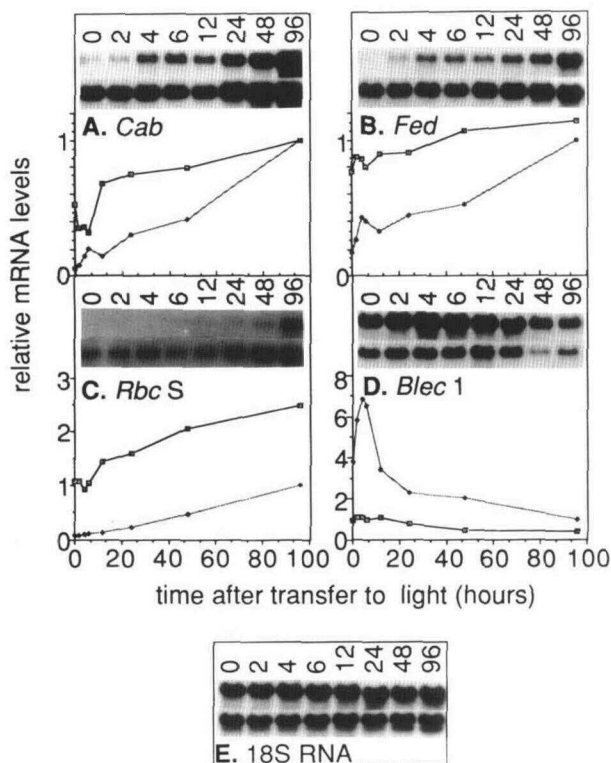 0 2 4 6 12 24 48 96
A. Cab
1
0
0 2 4 6 12 24 48 96
B. Fed
1
0
relative mRNA levels
0 2 4 6 12 24 48 96
C. Rbc S
3
2
1
0
0 20 40 60 80 100
0 2 4 6 12 24 48 96
D. Blec 1
8
6
4
2
0
0 20 40 60 80 100
time after transfer to light (hours)
0 2 4 6 12 24 48 96
E. 18S RNA